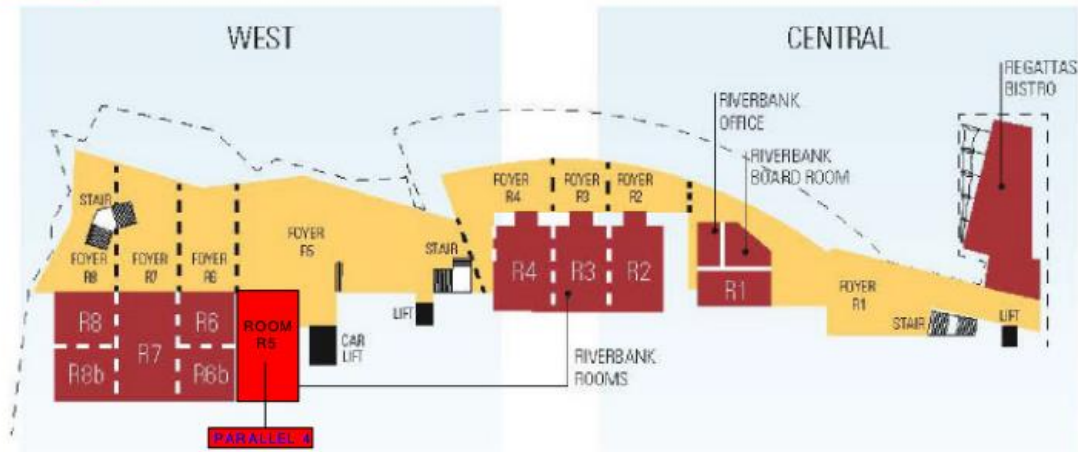 WEST
CENTRAL
REGATTAS
BISTRO
RIVERBANK
OFFICE
RIVERBANK
BOARD ROOM
FOYER
R4
FOYER
R3
FOYER
R2
STAIR
FOYER
R8
FOYER
R7
FOYER
R6
FOYER
R5
STAIR
R4
R3
R2
R1
FOYER
R1
STAIR
LIFT
LIFT
CAR
LIFT
R8
R7
R6
ROOM
R5
R8b
R6b
RIVERBANK
ROOMS
PARALLEL 4